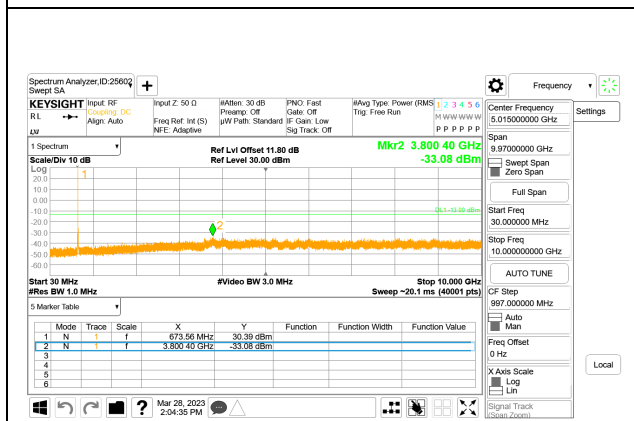 Spectrum Analyzer,ID:25602
Swept SA
+
Frequency
KEYSIGHT Input: RF Input Z: 50 Ω #Atten: 30 dB PNO: Fast #Avg Type: Power (RMS 1 2 3 4 5 6
RL Coupling: DC Preamp: Off Gate: Off Trig: Free Run M W W W W W
Align: Auto Freq Ref: Int (S) µW Path: Standard IF Gain: Low
NFE: Adaptive Sig Track: Off P P P P P P
LXI
1 Spectrum
Ref Lvl Offset 11.80 dB Mkr2 3.800 40 GHz
Scale/Div 10 dB Ref Level 30.00 dBm -33.08 dBm
Log
1
20.0
10.0
0.00
-10.0
DL1 -13.00 dBm
-20.0
2
-30.0
-40.0
-50.0
-60.0
Start 30 MHz #Video BW 3.0 MHz Stop 10.000 GHz
#Res BW 1.0 MHz Sweep ~20.1 ms (40001 pts)
5 Marker Table
Mode Trace Scale X Y Function Function Width Function Value
1 N 1 f 673.56 MHz 30.39 dBm
2 N 1 f 3.800 40 GHz -33.08 dBm
3
4
5
6
?
Mar 28, 2023
2:04:35 PM
Center Frequency
5.015000000 GHz
Settings
Span
9.97000000 GHz
Swept Span
Zero Span
Full Span
Start Freq
30.000000 MHz
Stop Freq
10.000000000 GHz
AUTO TUNE
CF Step
997.000000 MHz
Auto
Man
Freq Offset
0 Hz
Local
X Axis Scale
Log
Lin
Signal Track
(Span Zoom)